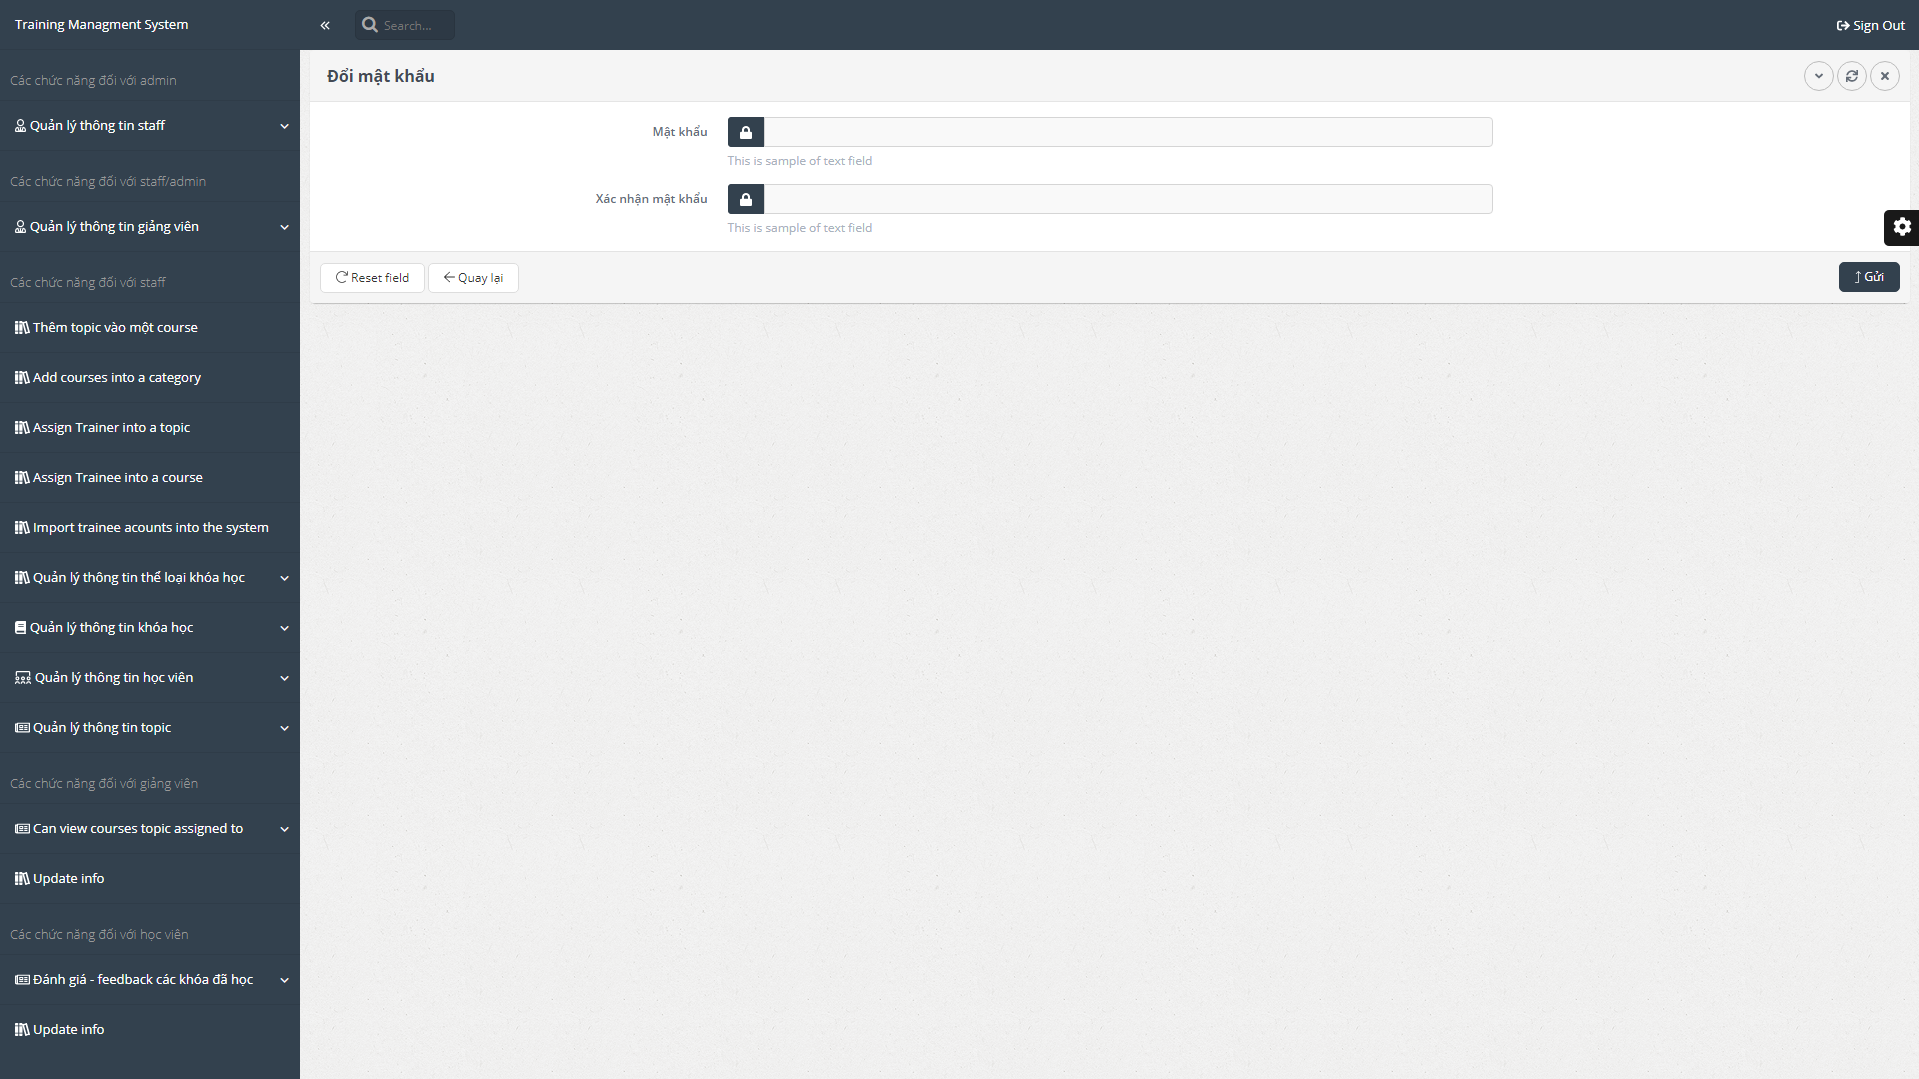 Training Managment System
Search...
Sign Out
Các chức năng đối với admin
Quản lý thông tin staff
Các chức năng đối với staff/admin
Quản lý thông tin giảng viên
Các chức năng đối với staff
Thêm topic vào một course
Add courses into a category
Assign Trainer into a topic
Assign Trainee into a course
Import trainee acounts into the system
Quản lý thông tin thể loại khóa học
Quản lý thông tin khóa học
Quản lý thông tin học viên
Quản lý thông tin topic
Các chức năng đối với giảng viên
Can view courses topic assigned to
Update info
Các chức năng đối với học viên
Đánh giá - feedback các khóa đã học
Update info
Đổi mật khẩu
Mật khẩu
This is sample of text field
Xác nhận mật khẩu
This is sample of text field
Reset field
Quay lại
Gửi